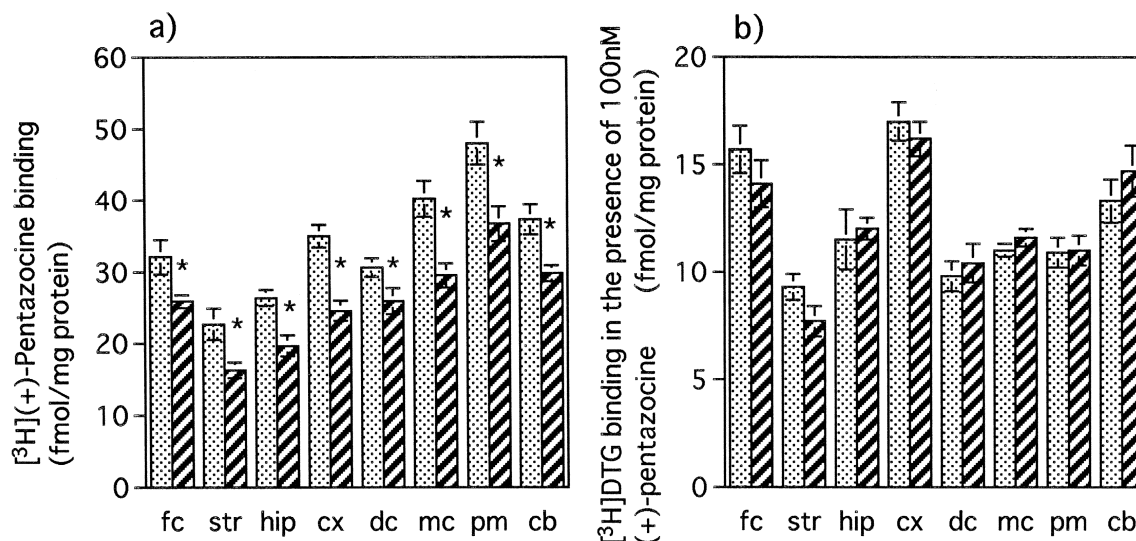 a)
[³H](+)-Pentazocine binding
(fmol/mg protein)
60
50
40
30
20
10
0
* * * * * * * *
fc str hip cx dc mc pm cb
b)
[³H]DTG binding in the presence of 100nM
(+)-pentazocine (fmol/mg protein)
20
15
10
5
0
fc str hip cx dc mc pm cb